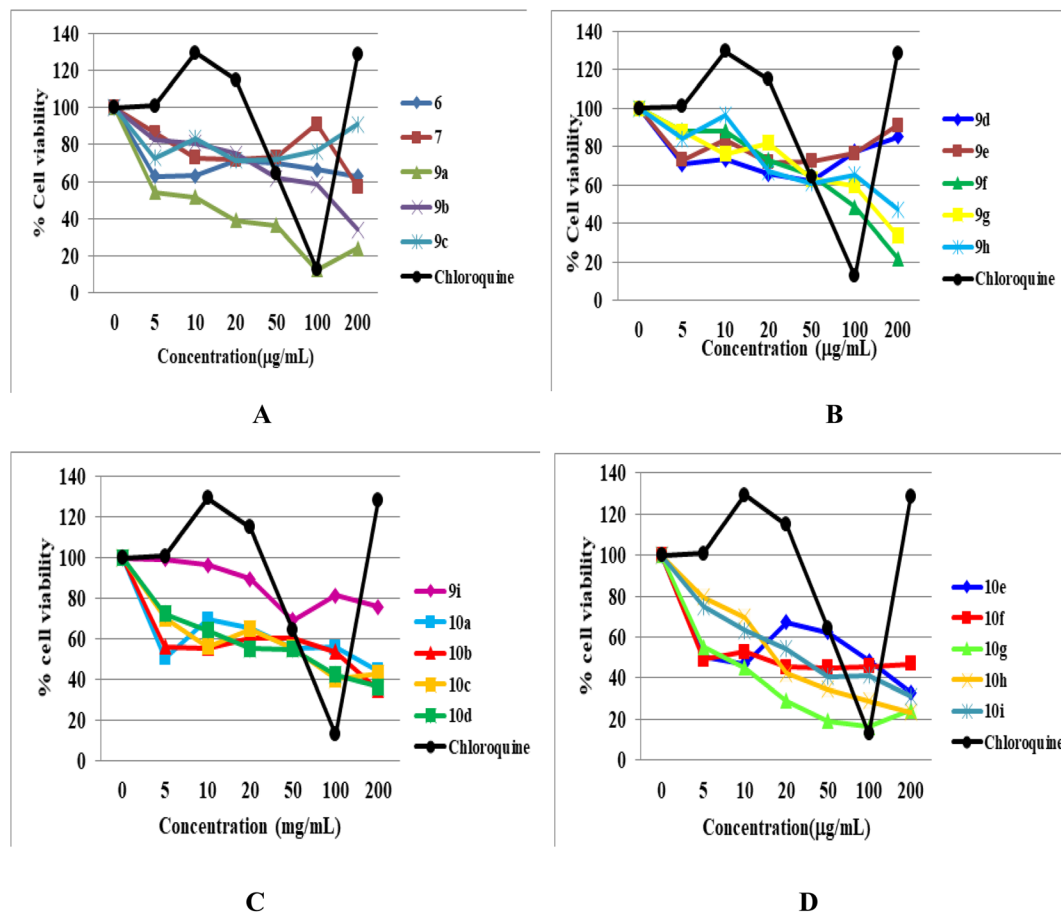 140
120
100
80
60
40
20
0
% Cell viability
0 5 10 20 50 100 200
Concentration(µg/mL)
6
7
9a
9b
9c
Chloroquine
A
140
120
100
80
60
40
20
0
% Cell viability
0 5 10 20 50 100 200
Concentration (µg/mL)
9d
9e
9f
9g
9h
Chloroquine
B
140
120
100
80
60
40
20
0
% cell viability
0 5 10 20 50 100 200
Concentration (mg/mL)
9i
10a
10b
10c
10d
Chloroquine
C
140
120
100
80
60
40
20
0
% cell viability
0 5 10 20 50 100 200
Concentration(µg/mL)
10e
10f
10g
10h
10i
Chloroquine
D